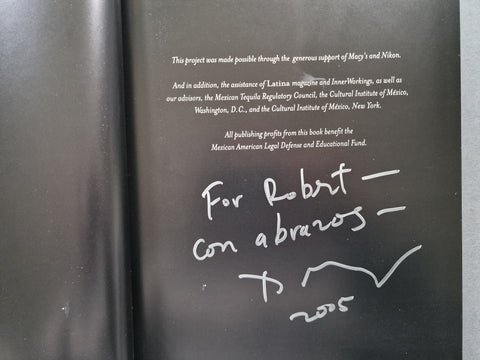 This project was made possible through the generous support of Macy's and Nikon.
And in addition, the assistance of Latina magazine and InnerWorkings, as well as
our advisors, the Mexican Tequila Regulatory Council, the Cultural Institute of México,
Washington, D.C., and the Cultural Institute of México, New York.
All publishing profits from this book benefit the
Mexican American Legal Defense and Educational Fund.
For Robert —
con abrazos —
2005